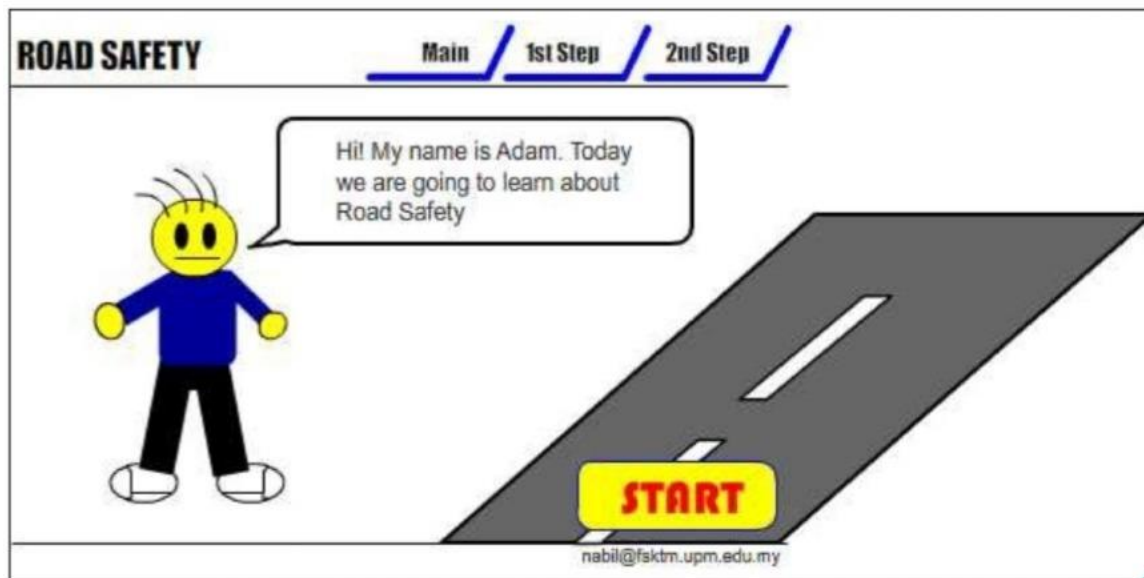 ROAD SAFETY
Main
1st Step
2nd Step
Hi! My name is Adam. Today
we are going to learn about
Road Safety
START
nabil@fsktm.upm.edu.my